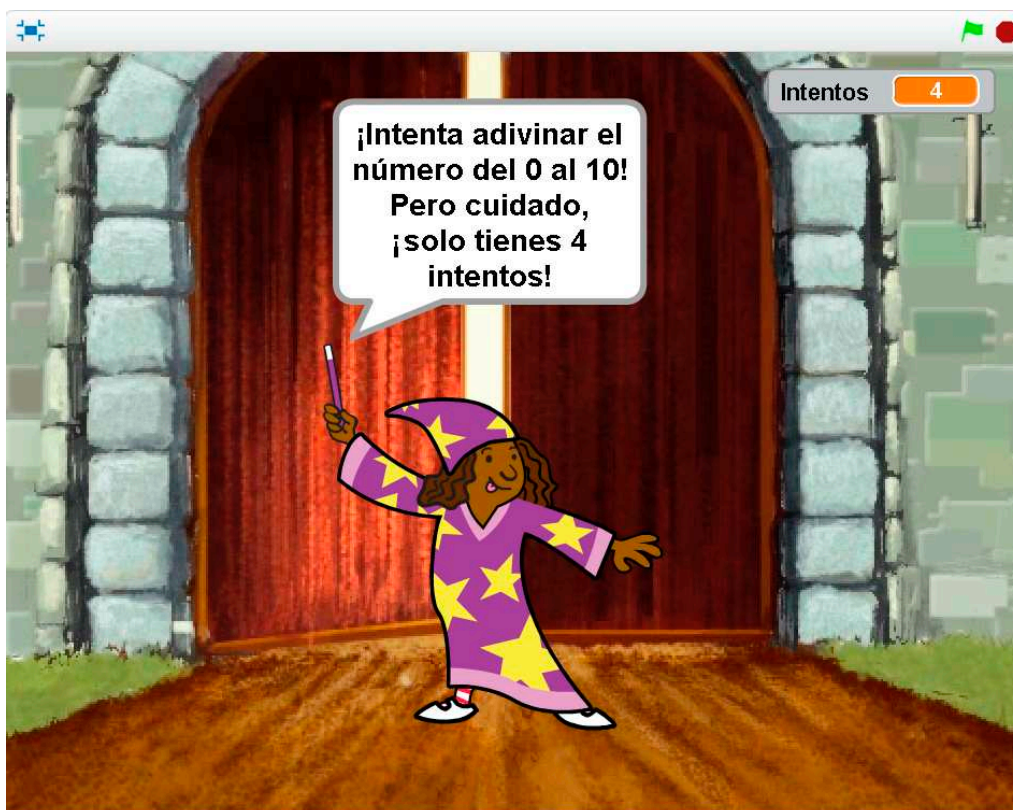 Intentos 4
¡Intenta adivinar el
número del 0 al 10!
Pero cuidado,
¡solo tienes 4
intentos!